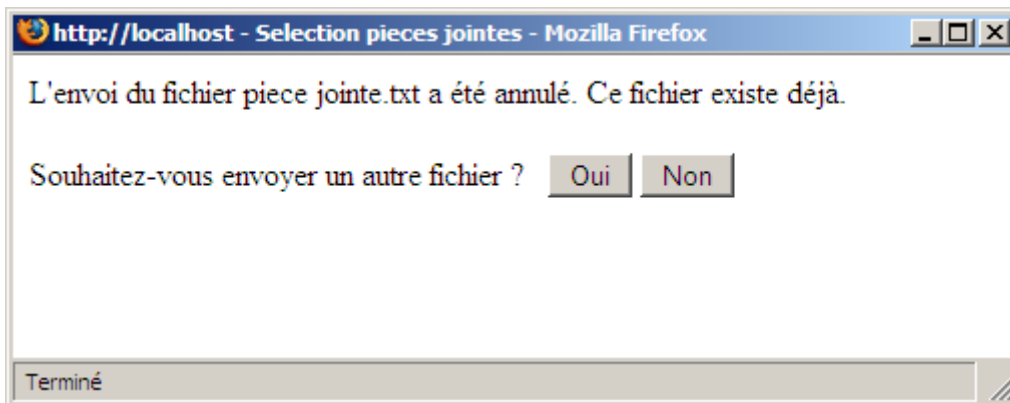 http://localhost - Selection pieces jointes - Mozilla Firefox
L'envoi du fichier piece jointe.txt a été annulé. Ce fichier existe déjà.
Souhaitez-vous envoyer un autre fichier ? Oui Non
Terminé